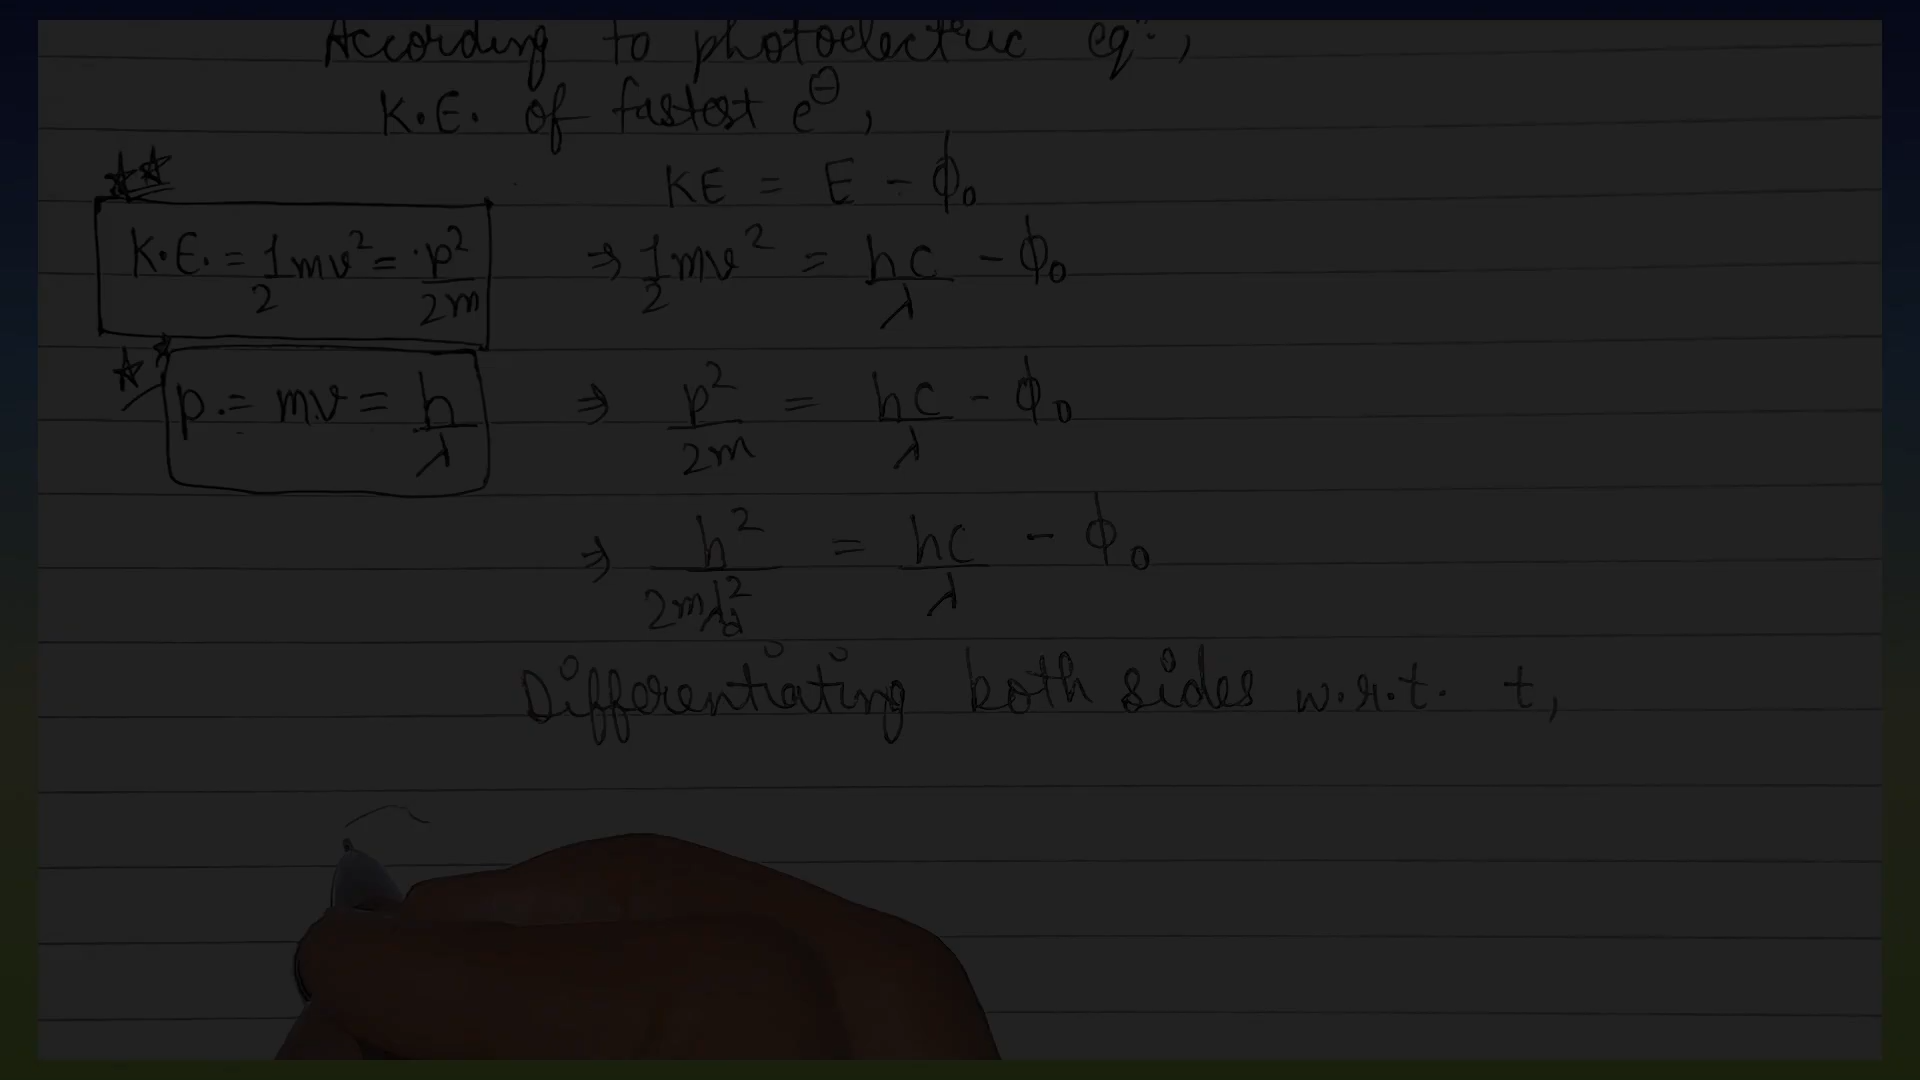 According to photoelectric eqⁿ.,
K.E. of fastest e⊖,
★★
KE = E - ϕ₀
K.E. = 1/2 mv² = p²/2m
⇒ 1/2 mv² = hc/λ - ϕ₀
★★
p = mv = h/λ
⇒ p²/2m = hc/λ - ϕ₀
⇒ h²/2mλd² = hc/λ - ϕ₀
Differentiating both sides w.r.t. t,